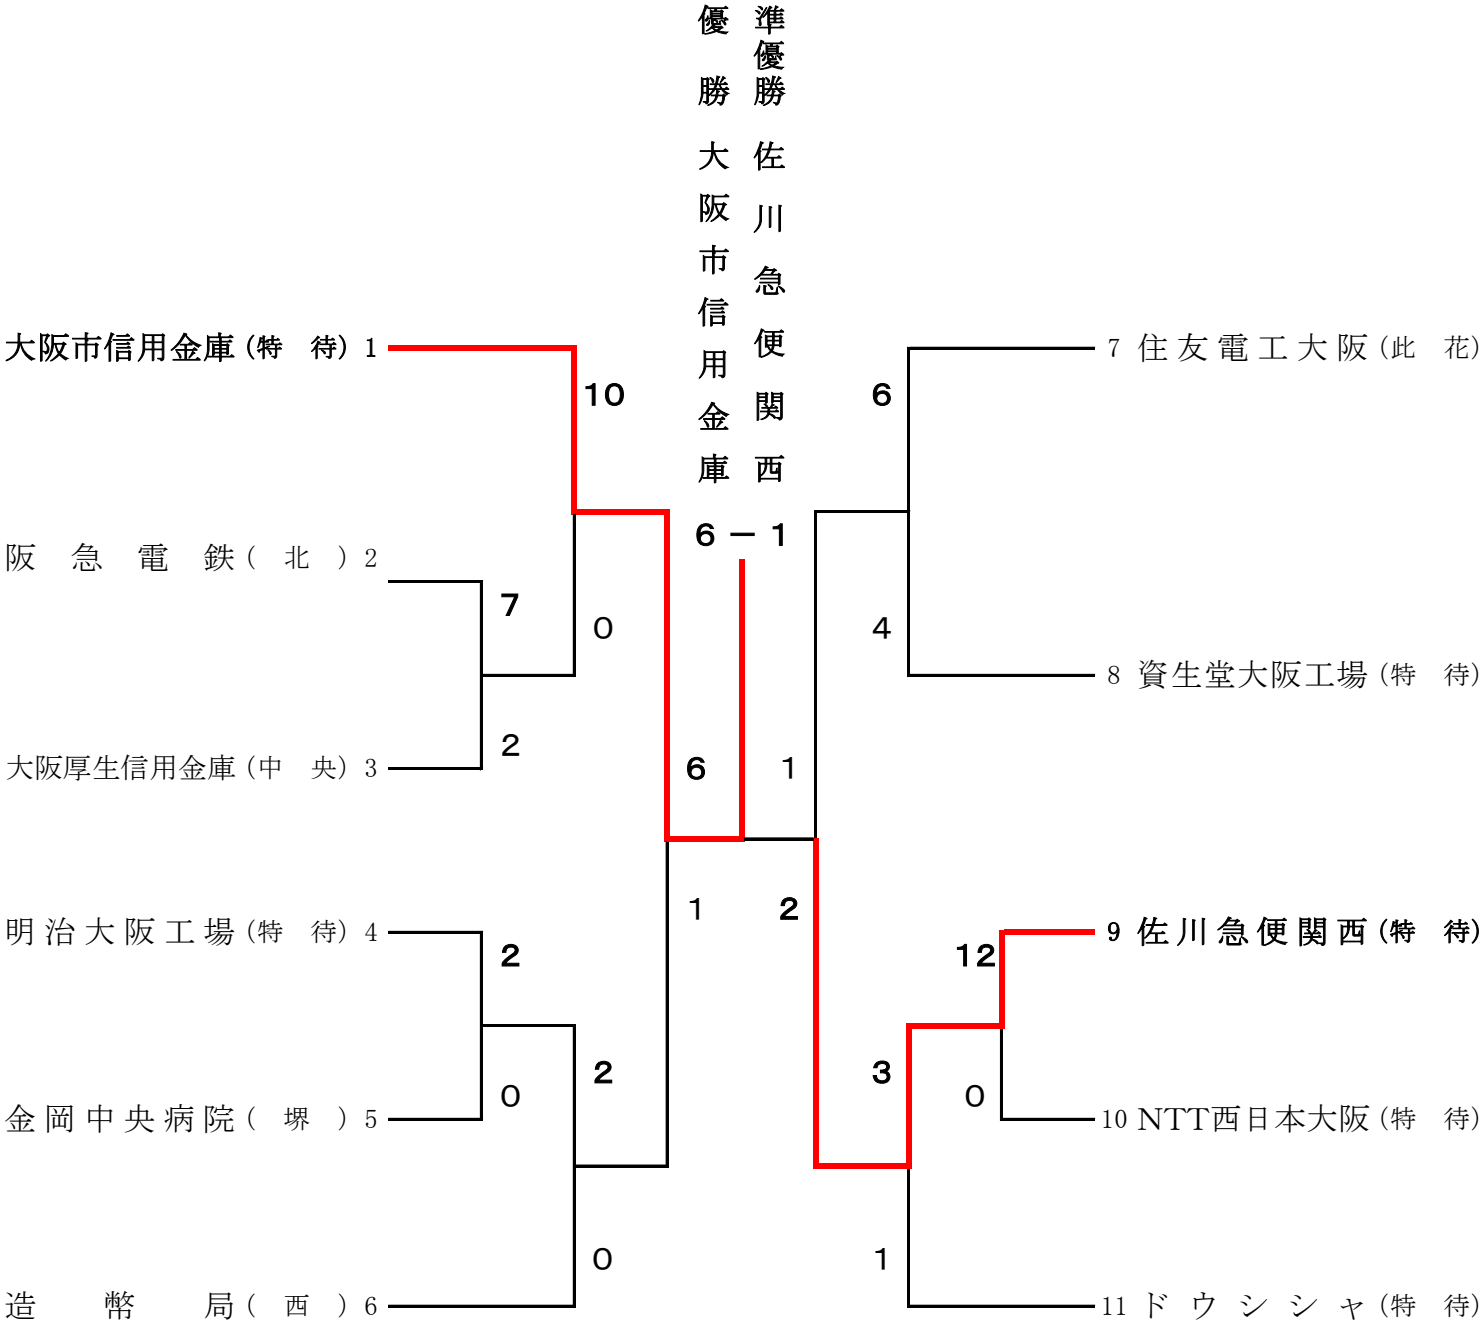 準優勝 佐川急便関西
優勝 大阪市信用金庫
6 － 1
大阪市信用金庫 (特 待) 1
10
阪急電鉄 ( 北 ) 2
7
0
2
大阪厚生信用金庫 (中 央) 3
6
1
明治大阪工場 (特 待) 4
2
2
0
金岡中央病院 ( 堺 ) 5
0
造幣局 ( 西 ) 6
7 住友電工大阪 (此 花)
6
4
8 資生堂大阪工場 (特 待)
1
2
9 佐川急便関西 (特 待)
12
3
0
10 NTT西日本大阪 (特 待)
1
11 ドウシシャ (特 待)